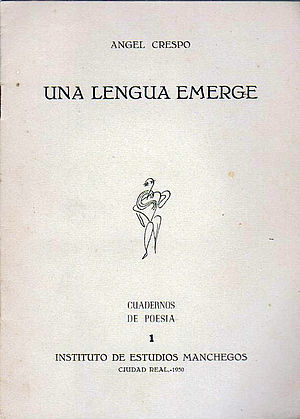 ANGEL CRESPO
UNA LENGUA EMERGE
CUADERNOS
DE POESIA
1
INSTITUTO DE ESTUDIOS MANCHEGOS
CIUDAD REAL.-1950